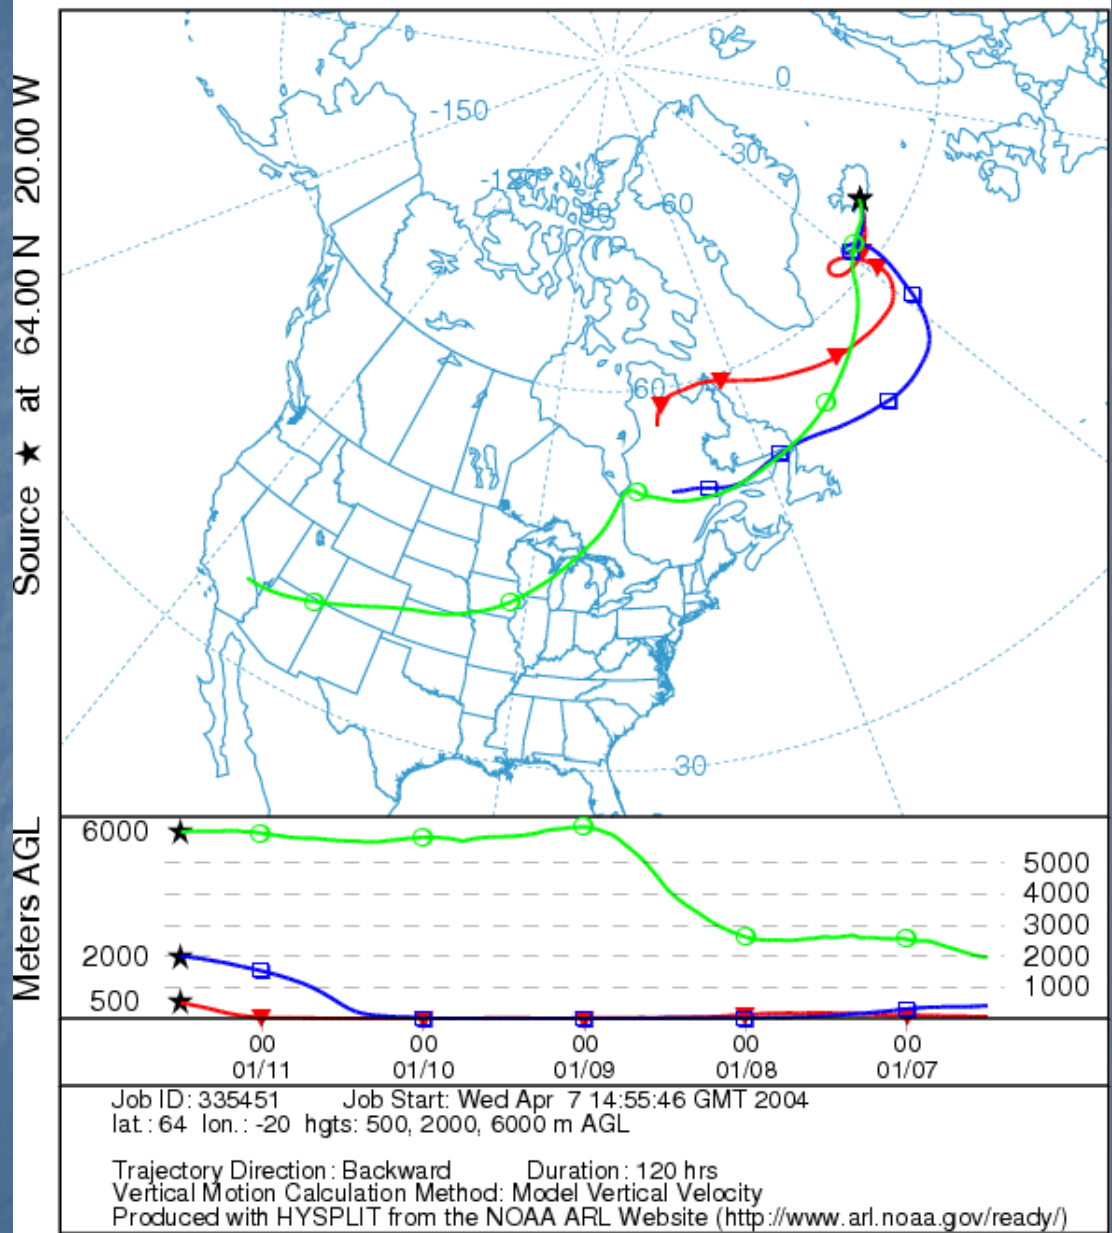 Source ★ at 64.00 N 20.00 W
0
-150
-30
-120
-90
-60
60
30
Meters AGL
6000
5000
4000
3000
2000
2000
1000
500
00 00 00 00 00
01/11 01/10 01/09 01/08 01/07
Job ID: 335451 Job Start: Wed Apr 7 14:55:46 GMT 2004
lat.: 64 lon.: -20 hgts: 500, 2000, 6000 m AGL
Trajectory Direction: Backward Duration: 120 hrs
Vertical Motion Calculation Method: Model Vertical Velocity
Produced with HYSPLIT from the NOAA ARL Website (http://www.arl.noaa.gov/ready/)